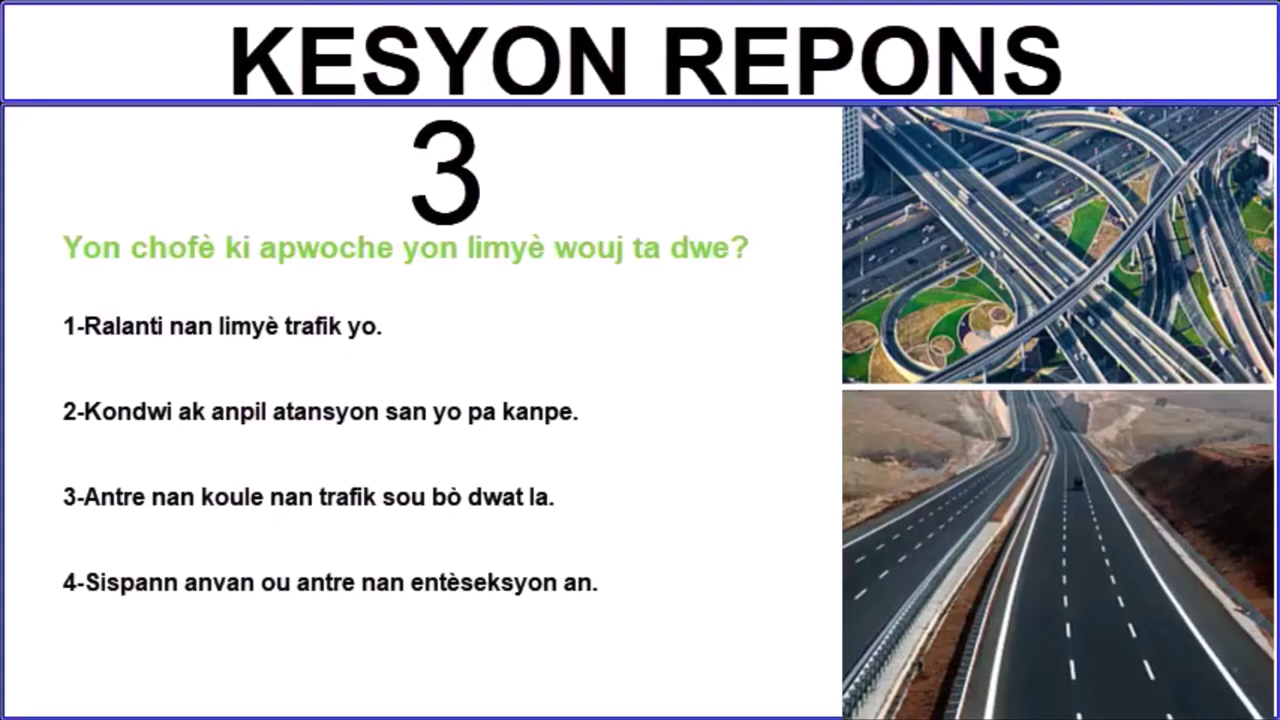 KESYON REPONS
3
Yon chofè ki apwoche yon limyè wouj ta dwe?
1-Ralanti nan limyè trafik yo.
2-Kondwi ak anpil atansyon san yo pa kanpe.
3-Antre nan koule nan trafik sou bò dwat la.
4-Sispann anvan ou antre nan entèseksyon an.